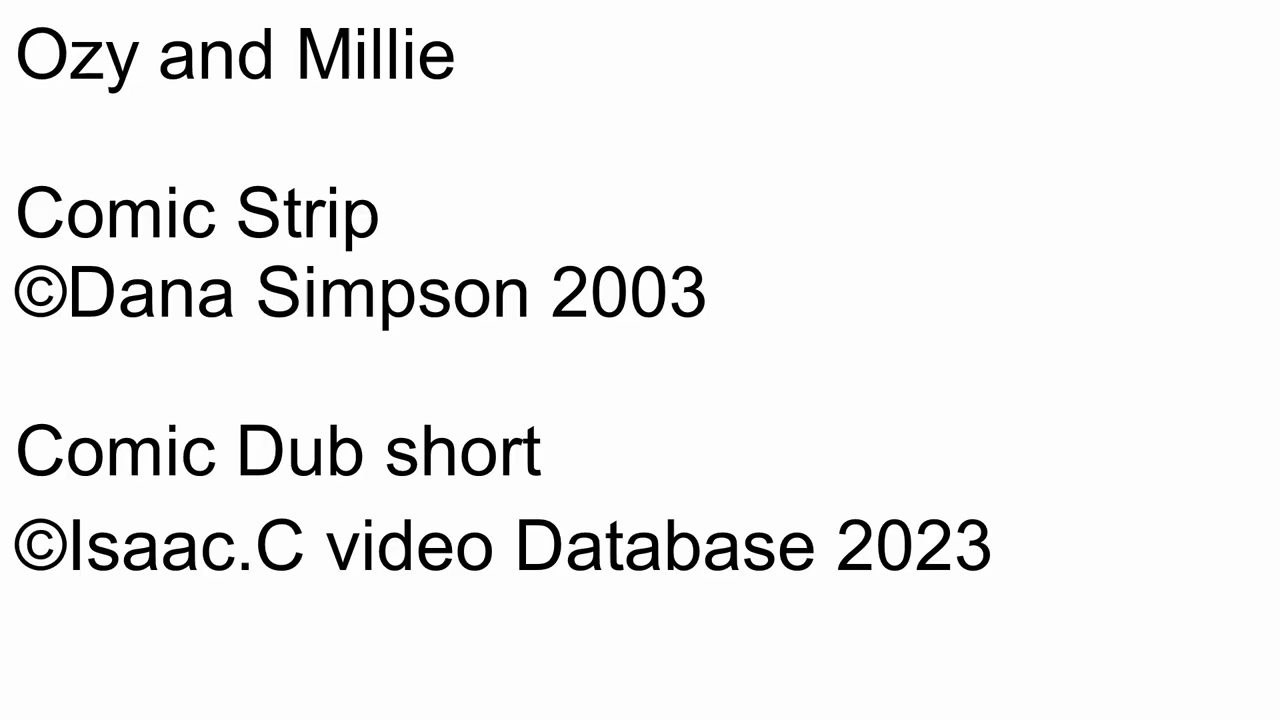 Ozy and Millie
Comic Strip
©Dana Simpson 2003
Comic Dub short
©Isaac.C video Database 2023